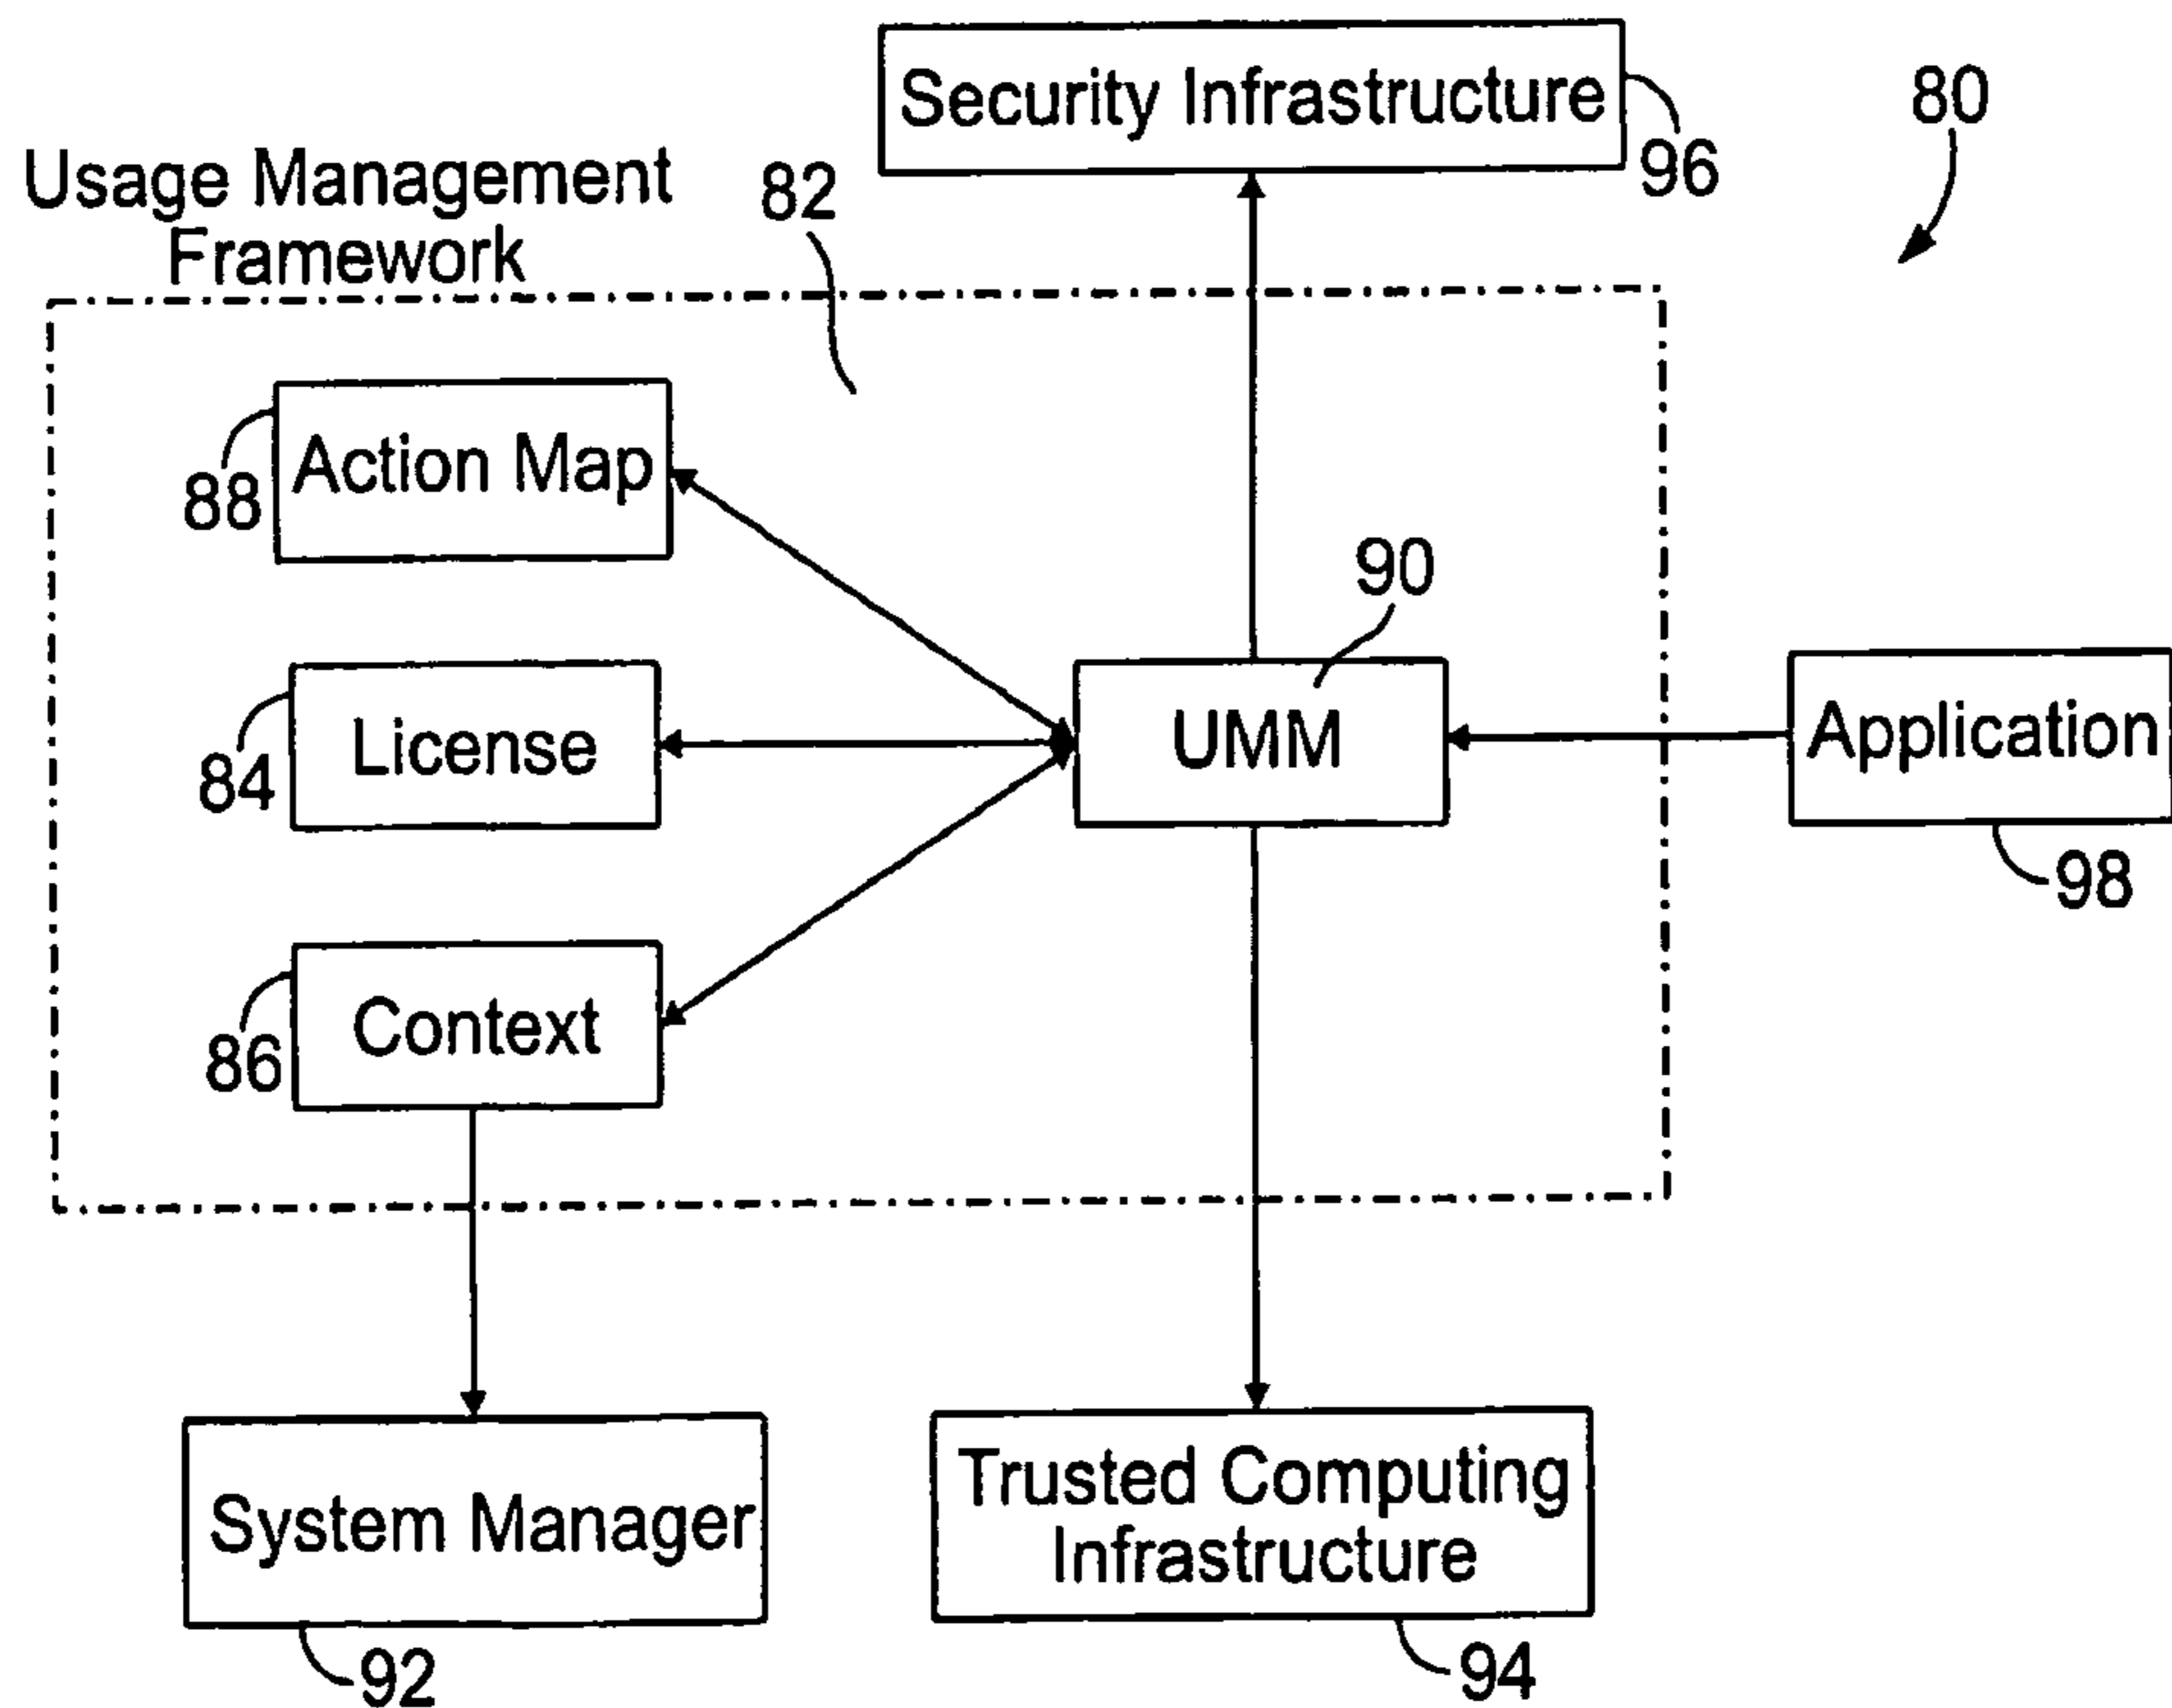 Security Infrastructure
80
96
Usage Management
Framework
82
Action Map
88
90
License
84
UMM
Application
98
Context
86
System Manager
92
Trusted Computing
Infrastructure
94